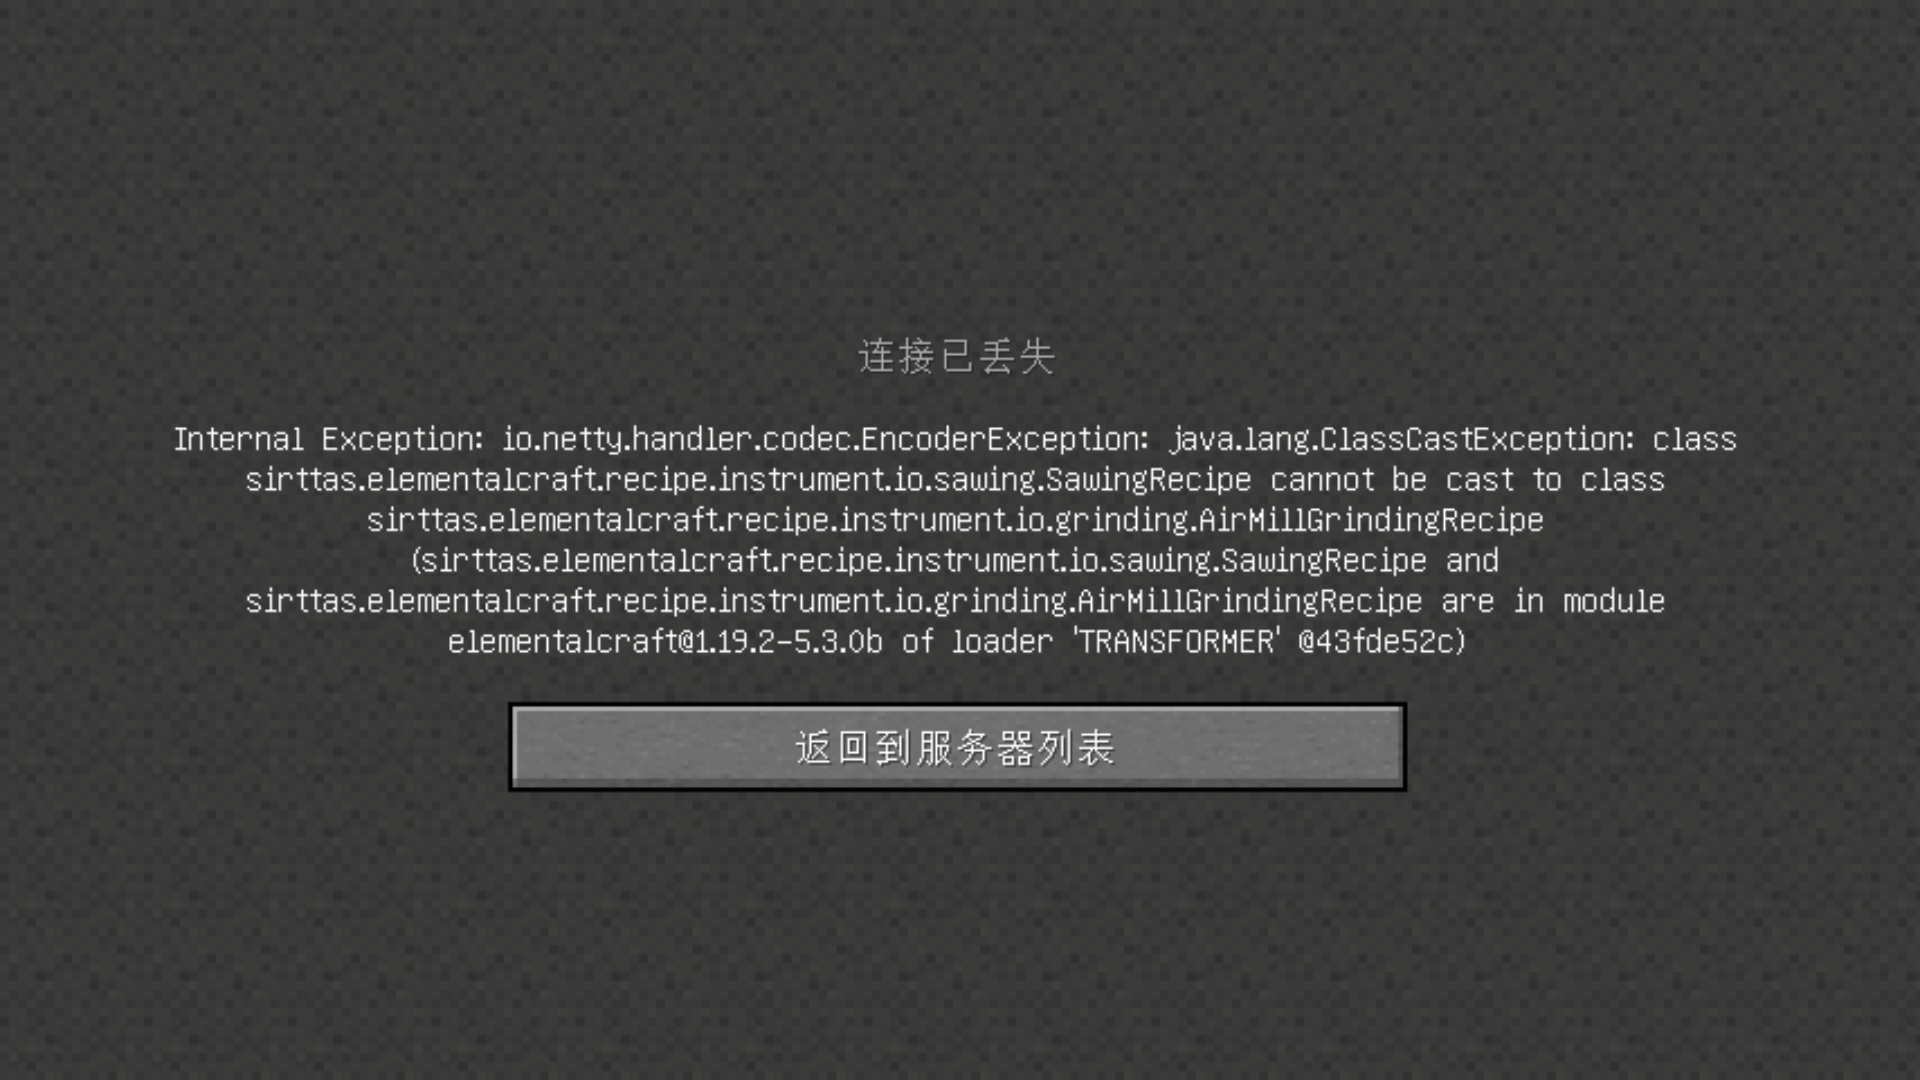 连接已丢失
Internal Exception: io.netty.handler.codec.EncoderException: java.lang.ClassCastException: class
sirttas.elementalcraft.recipe.instrument.io.sawing.SawingRecipe cannot be cast to class
sirttas.elementalcraft.recipe.instrument.io.grinding.AirMillGrindingRecipe
(sirttas.elementalcraft.recipe.instrument.io.sawing.SawingRecipe and
sirttas.elementalcraft.recipe.instrument.io.grinding.AirMillGrindingRecipe are in module
elementalcraft@1.19.2-5.3.0b of loader 'TRANSFORMER' @43fde52c)
返回到服务器列表